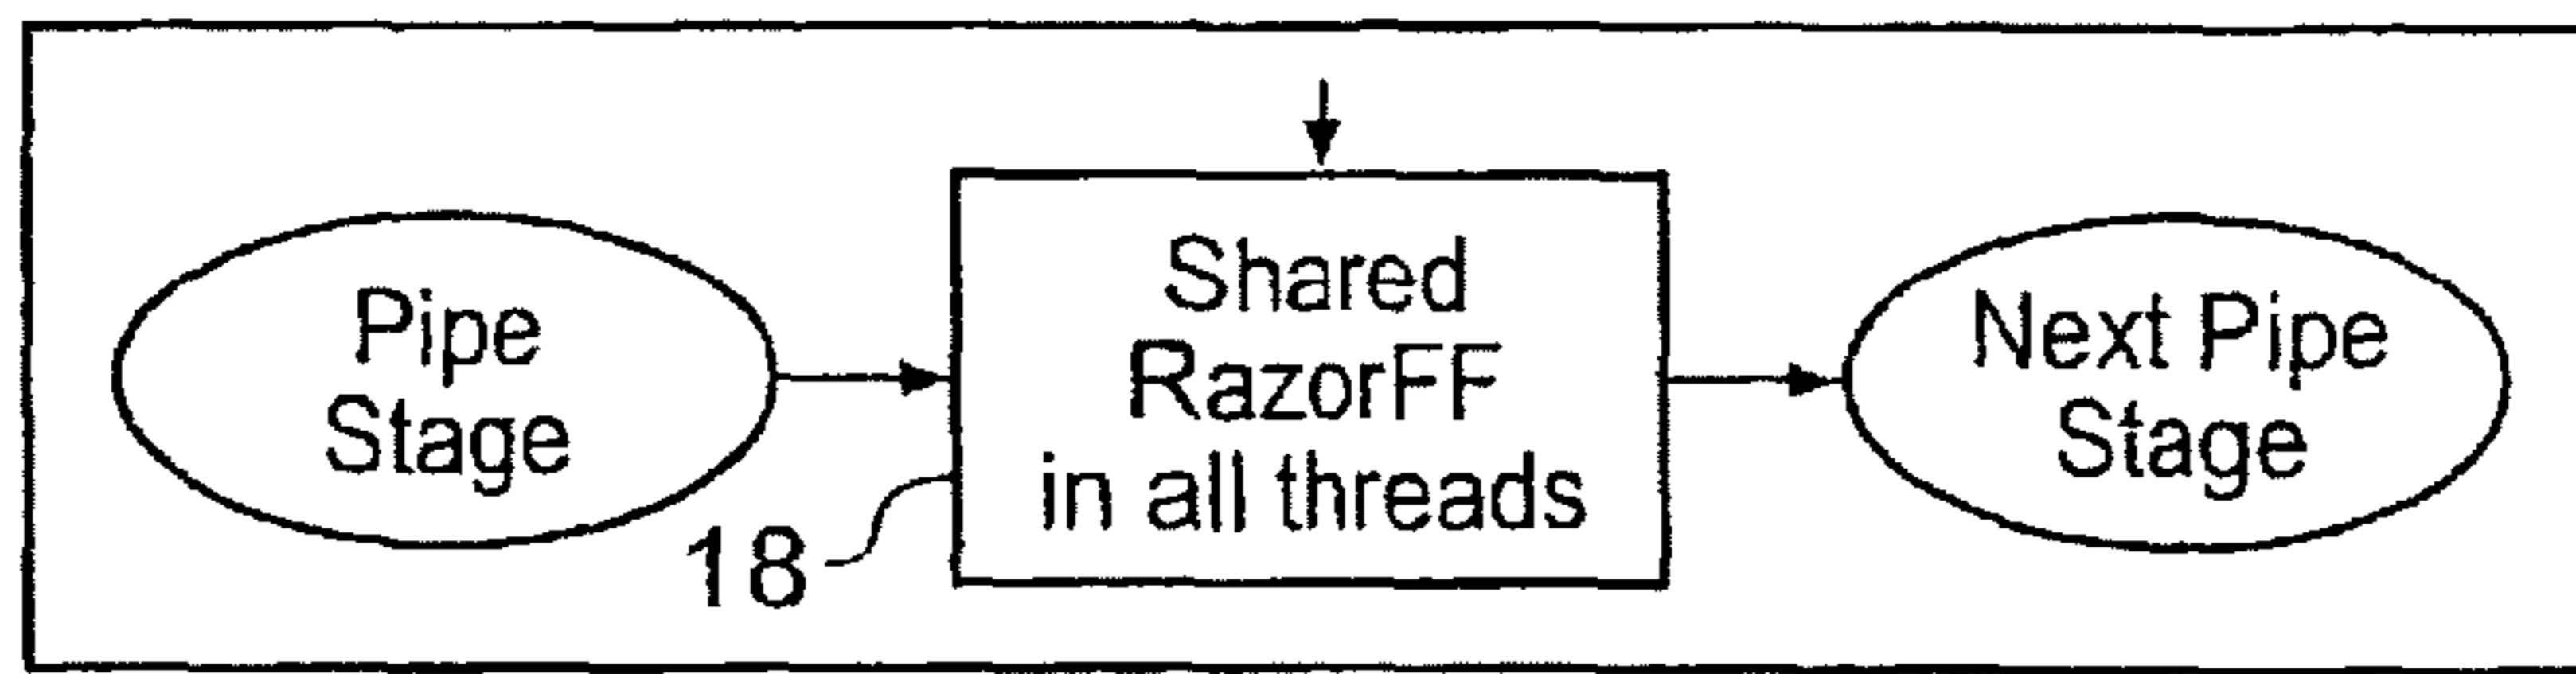 Pipe
Stage
Shared
RazorFF
in all threads
18
Next Pipe
Stage